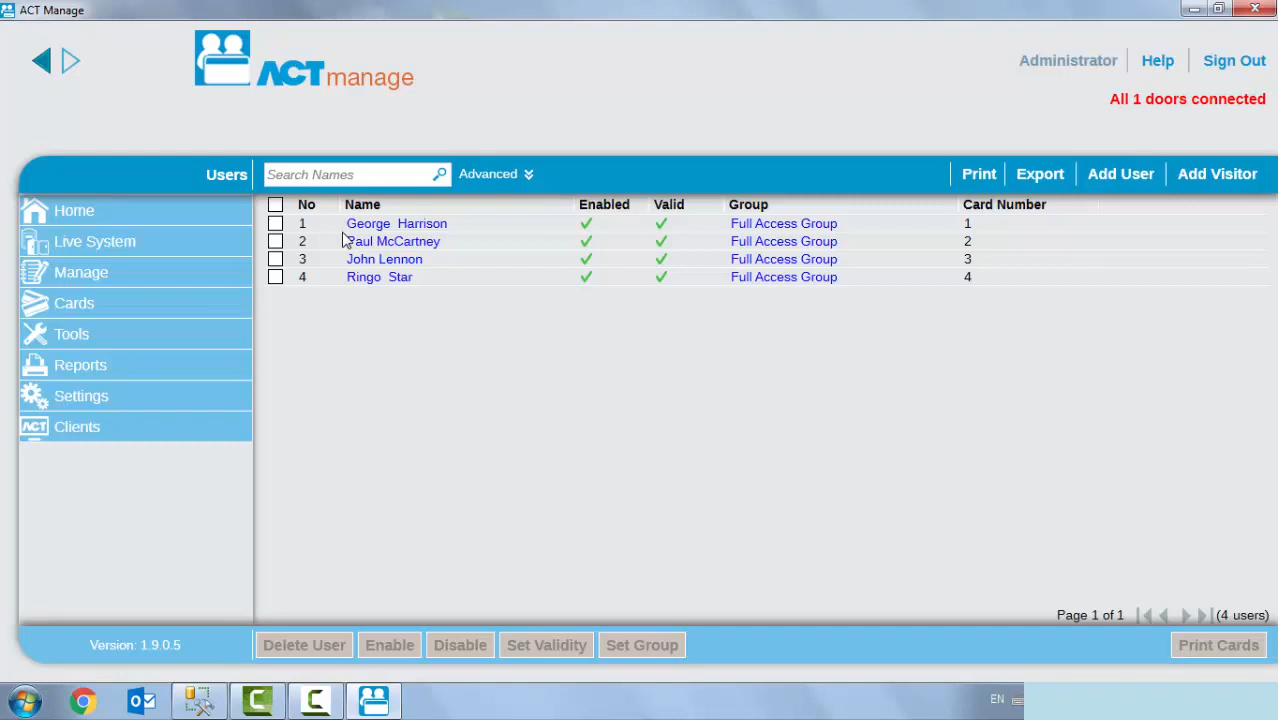 ACT Manage
ACTmanage
Administrator Help Sign Out
All 1 doors connected
Users Search Names Advanced Print Export Add User Add Visitor
Home
Live System
Manage
Cards
Tools
Reports
Settings
ACT Clients
No Name Enabled Valid Group Card Number
1 George Harrison Full Access Group 1
2 Paul McCartney Full Access Group 2
3 John Lennon Full Access Group 3
4 Ringo Star Full Access Group 4
Page 1 of 1 (4 users)
Version: 1.9.0.5 Delete User Enable Disable Set Validity Set Group Print Cards
EN